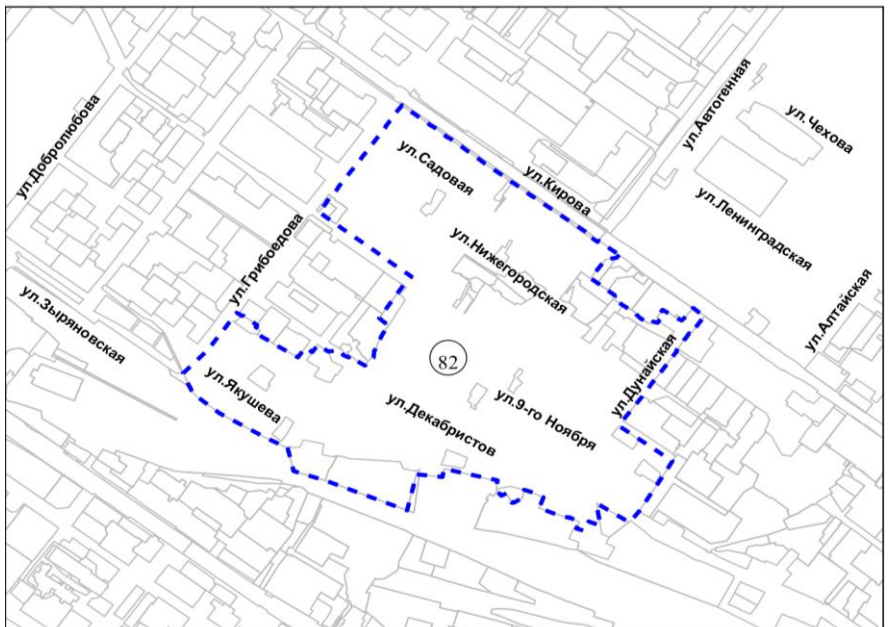 ул.Добролюбова
ул.Автогенная
ул.Чехова
ул.Садовая
ул.Кирова
ул.Ленинградская
ул.Грибоедова
ул.Нижегородская
ул.Зыряновская
ул.Алтайская
82
ул.Дунайская
ул.Якушева
ул.Декабристов
ул.9-го Ноября